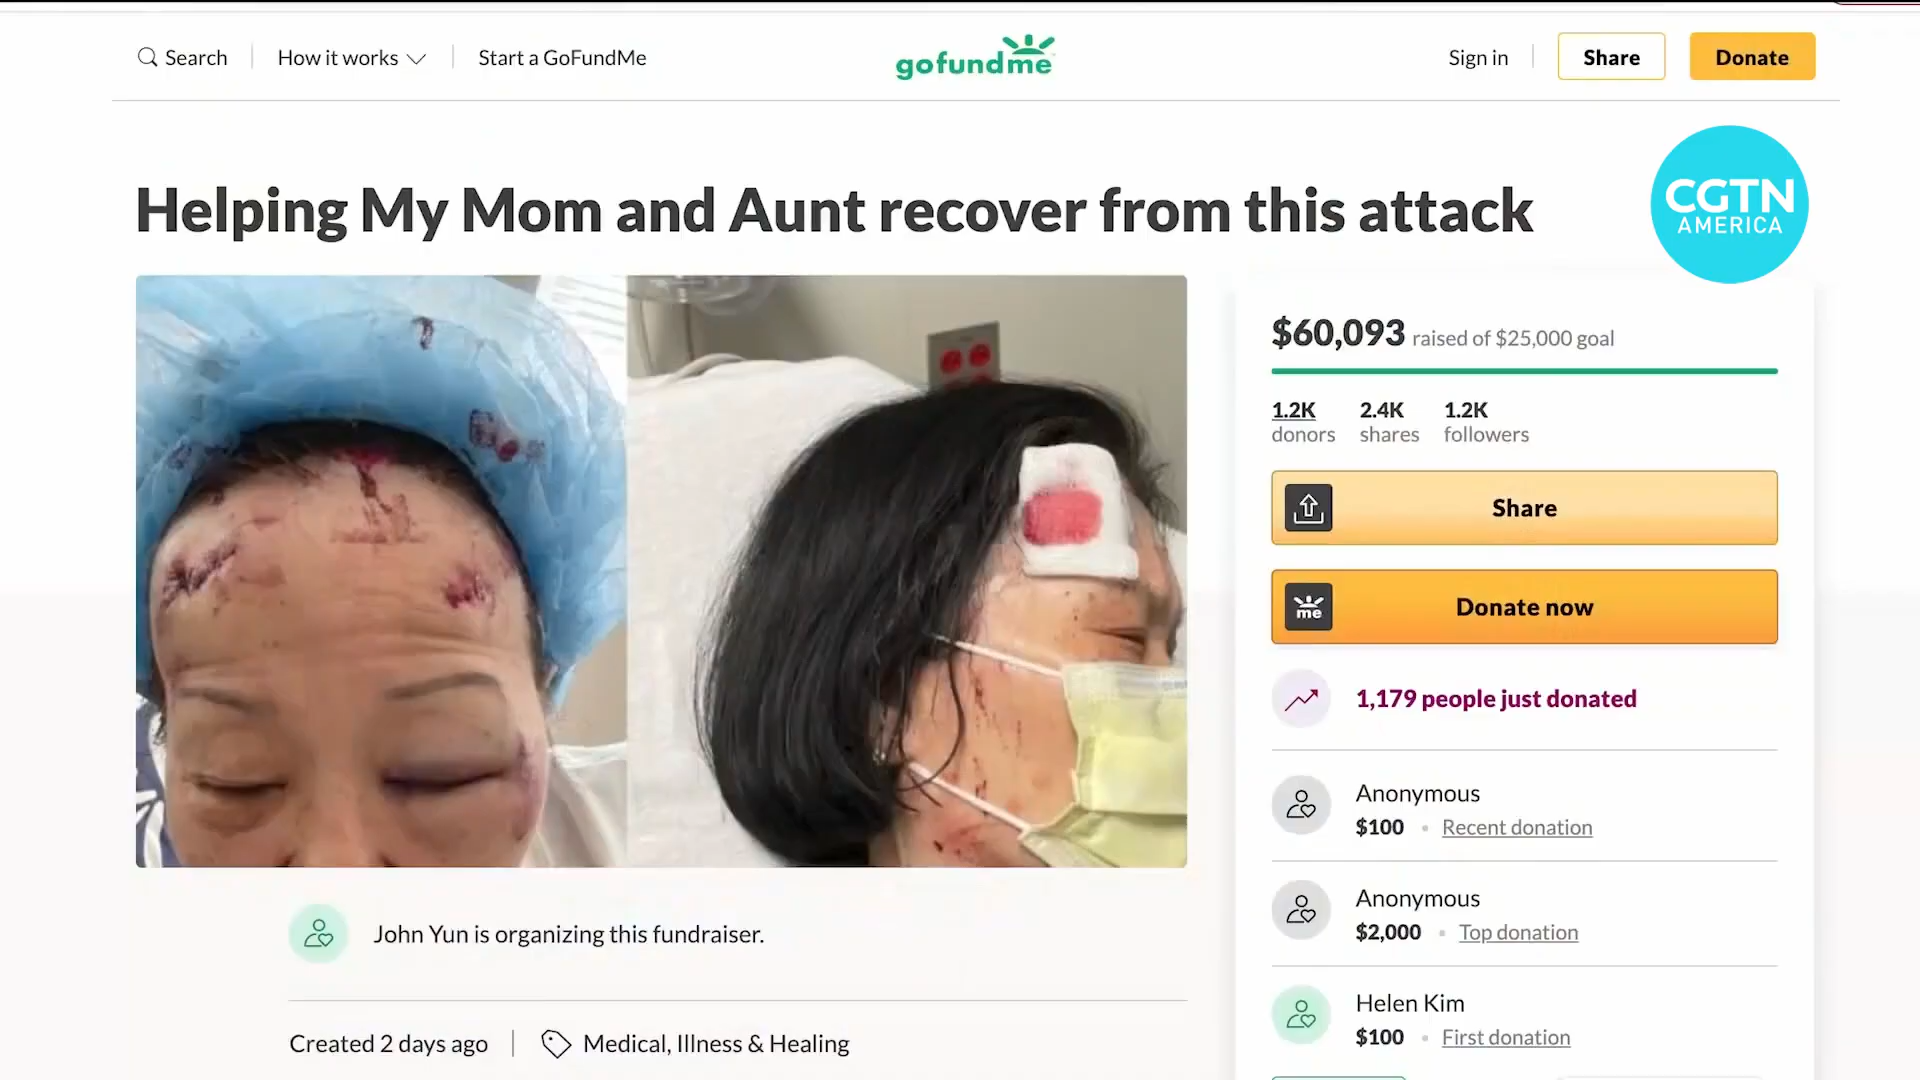 Search
How it works
Start a GoFundMe
gofundme
Sign in
Share
Donate
CGTN
AMERICA
Helping My Mom and Aunt recover from this attack
$60,093 raised of $25,000 goal
1.2K 2.4K 1.2K
donors shares followers
Share
me
Donate now
1,179 people just donated
Anonymous
$100 • Recent donation
Anonymous
$2,000 • Top donation
Helen Kim
$100 • First donation
John Yun is organizing this fundraiser.
Created 2 days ago
Medical, Illness & Healing